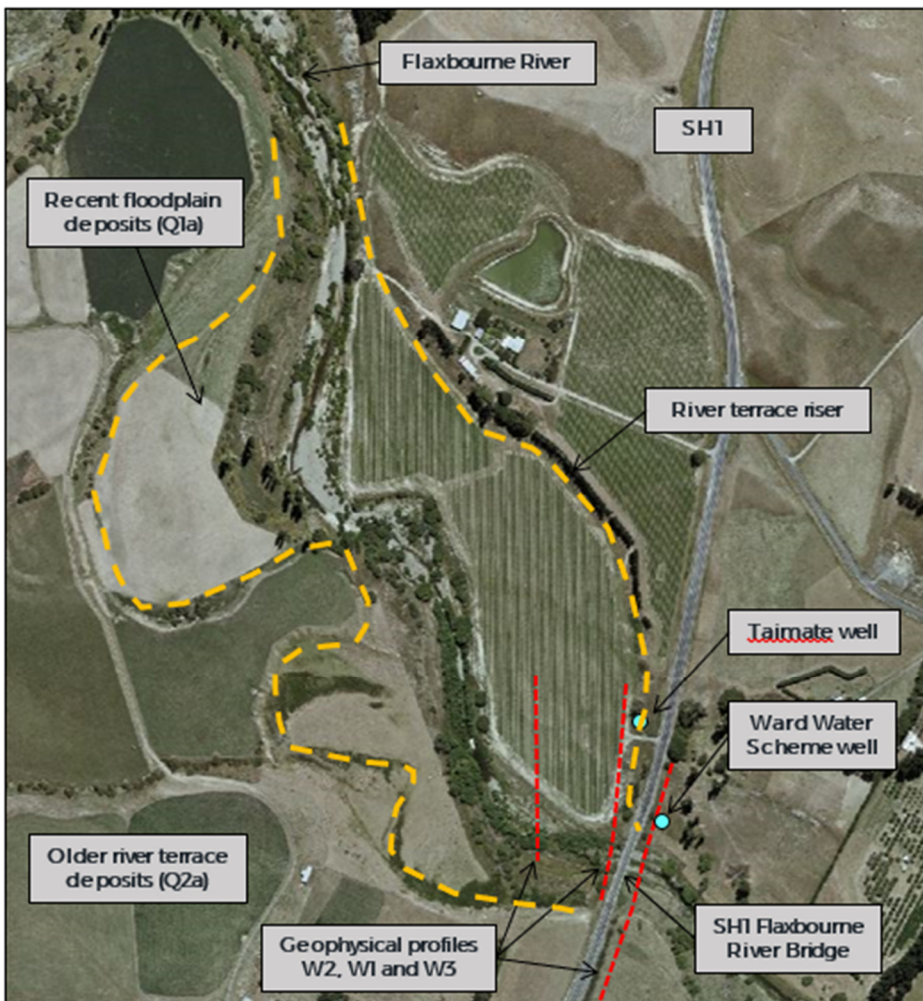 Flaxbourne River
SH1
Recent floodplain
deposits (Q1a)
River terrace riser
Taimate well
Ward Water
Scheme well
Older river terrace
deposits (Q2a)
SH1 Flaxbourne
River Bridge
Geophysical profiles
W2, W1 and W3